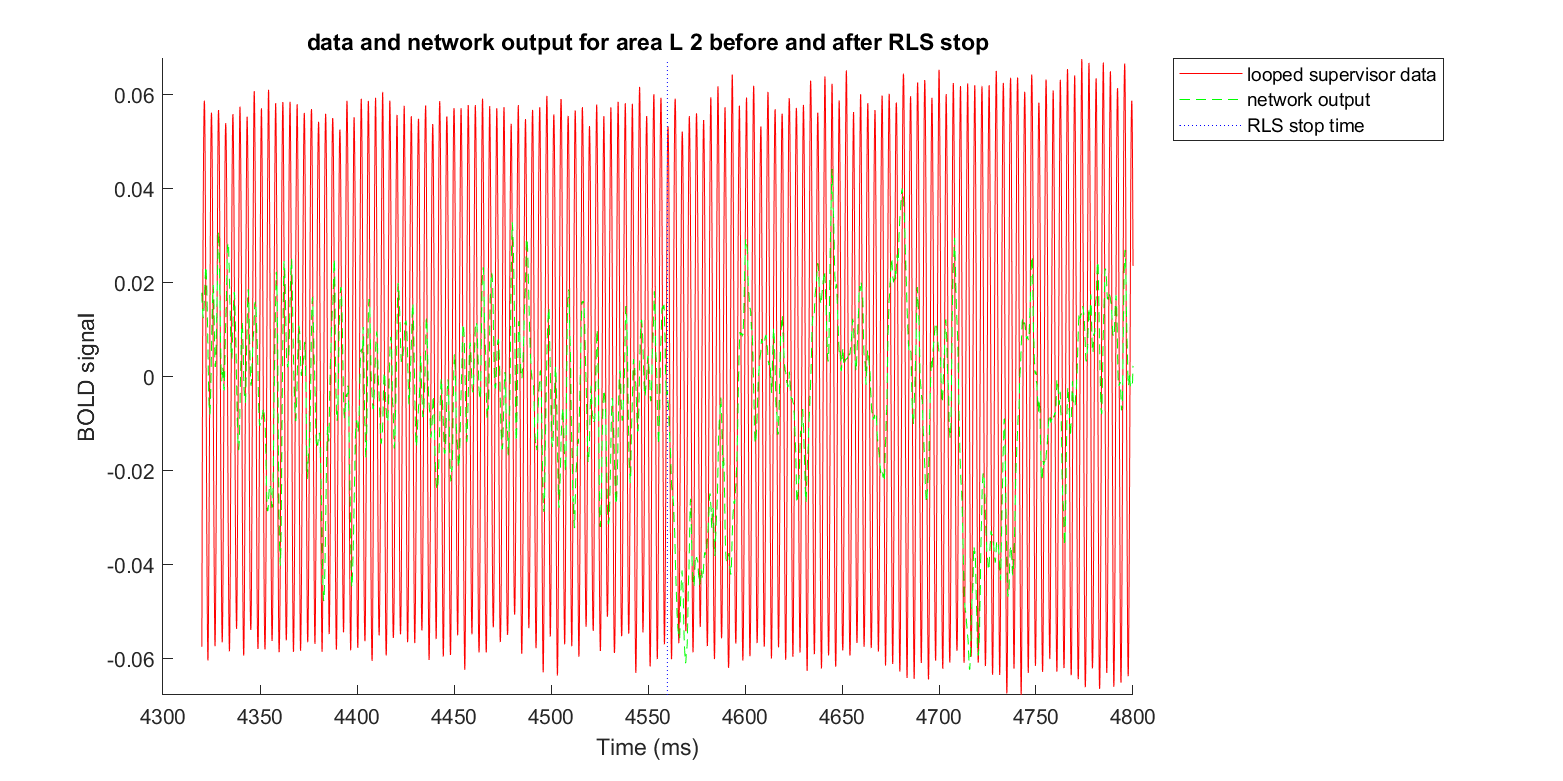 data and network output for area L 2 before and after RLS stop
looped supervisor data
network output
RLS stop time
BOLD signal
0.06
0.04
0.02
0
-0.02
-0.04
-0.06
4300 4350 4400 4450 4500 4550 4600 4650 4700 4750 4800
Time (ms)